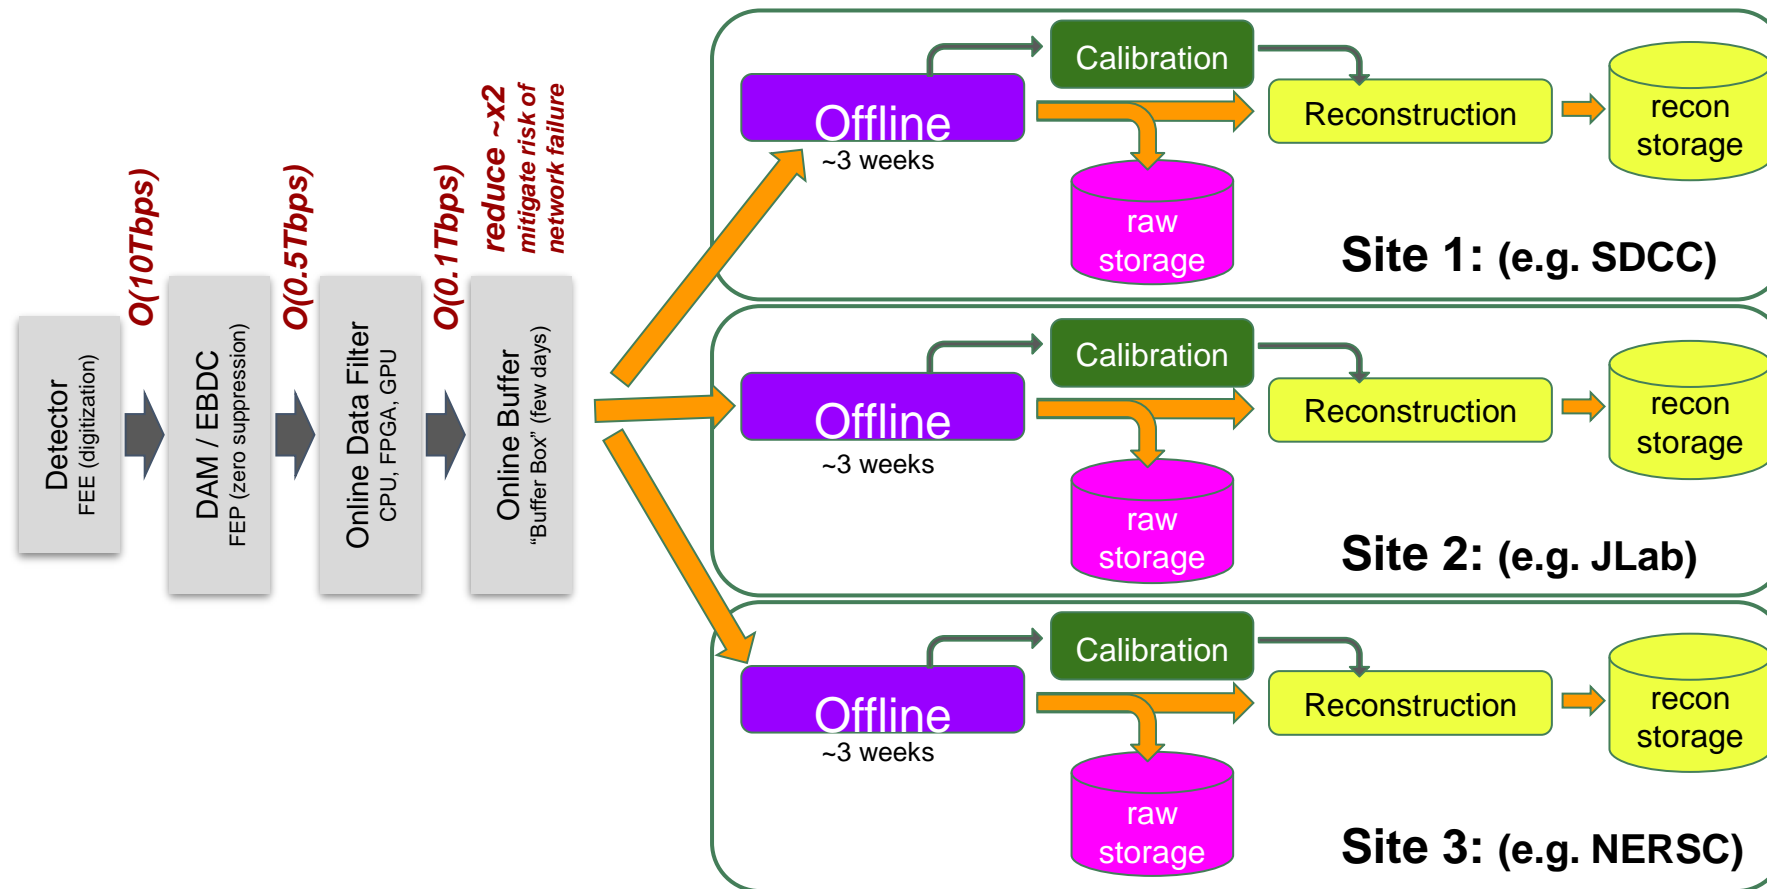 Detector
FEE (digitization)
O(10Tbps)
DAM / EBDC
FEP (zero suppression)
O(0.5Tbps)
Online Data Filter
CPU, FPGA, GPU
O(0.1Tbps)
Online Buffer
“Buffer Box” (few days)
reduce ~x2
mitigate risk of
network failure
Offline
~3 weeks
Calibration
Reconstruction
recon
storage
raw
storage
Site 1: (e.g. SDCC)
Offline
~3 weeks
Calibration
Reconstruction
recon
storage
raw
storage
Site 2: (e.g. JLab)
Offline
~3 weeks
Calibration
Reconstruction
recon
storage
raw
storage
Site 3: (e.g. NERSC)